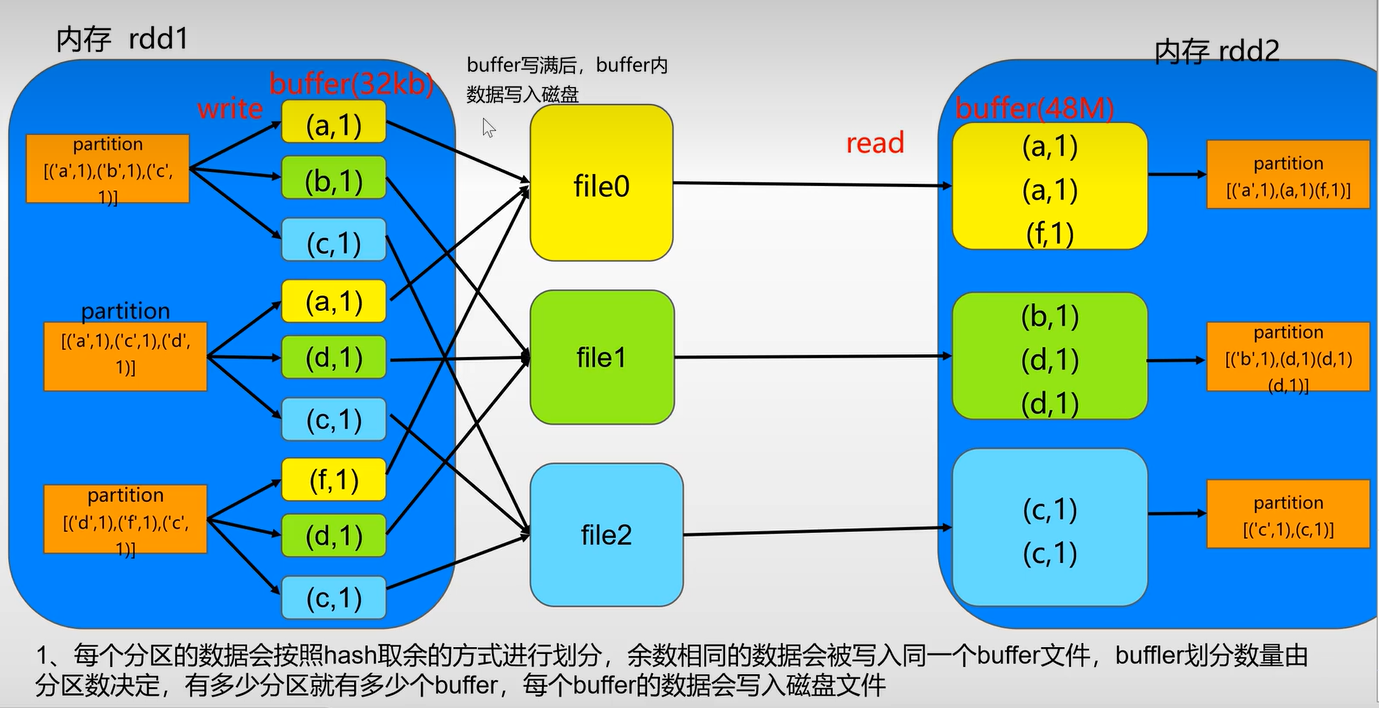 内存 rdd1
内存 rdd2
buffer写满后，buffer内
数据写入磁盘
buffer(32kb)
write
read
buffer(48M)
partition
[('a',1),('b',1),('c',
1)]
(a,1)
(b,1)
(c,1)
partition
[('a',1),('c',1),('d',
1)]
(a,1)
(d,1)
(c,1)
partition
[('d',1),('f',1),('c',
1)]
(f,1)
(d,1)
(c,1)
file0
file1
file2
(a,1)
(a,1)
(f,1)
partition
[('a',1),(a,1)(f,1)]
(b,1)
(d,1)
(d,1)
partition
[('b',1),(d,1)(d,1)
(d,1)]
(c,1)
(c,1)
partition
[('c',1),(c,1)]
1、每个分区的数据会按照hash取余的方式进行划分，余数相同的数据会被写入同一个buffer文件，buffler划分数量由
分区数决定，有多少分区就有多少个buffer，每个buffer的数据会写入磁盘文件